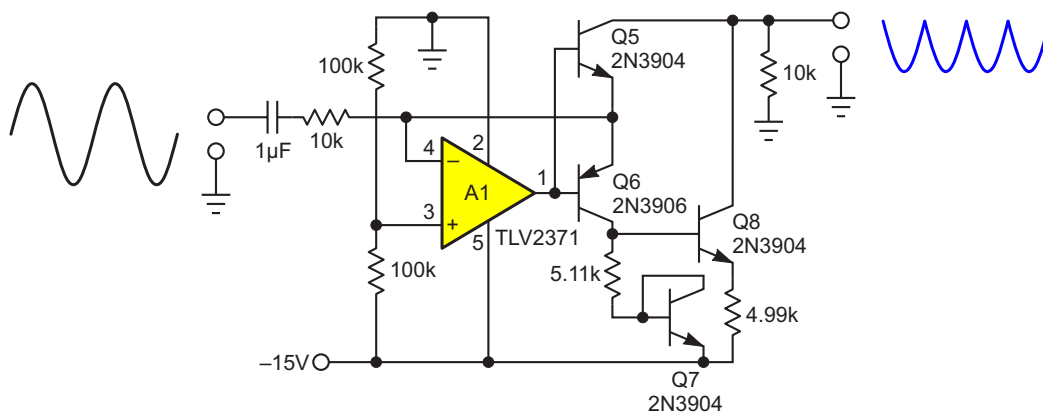 Q5
2N3904
100k
10k
1µF
10k
4
–
2
A1
1
3
+
5
TLV2371
Q6
2N3906
Q8
2N3904
100k
5.11k
4.99k
–15V
Q7
2N3904